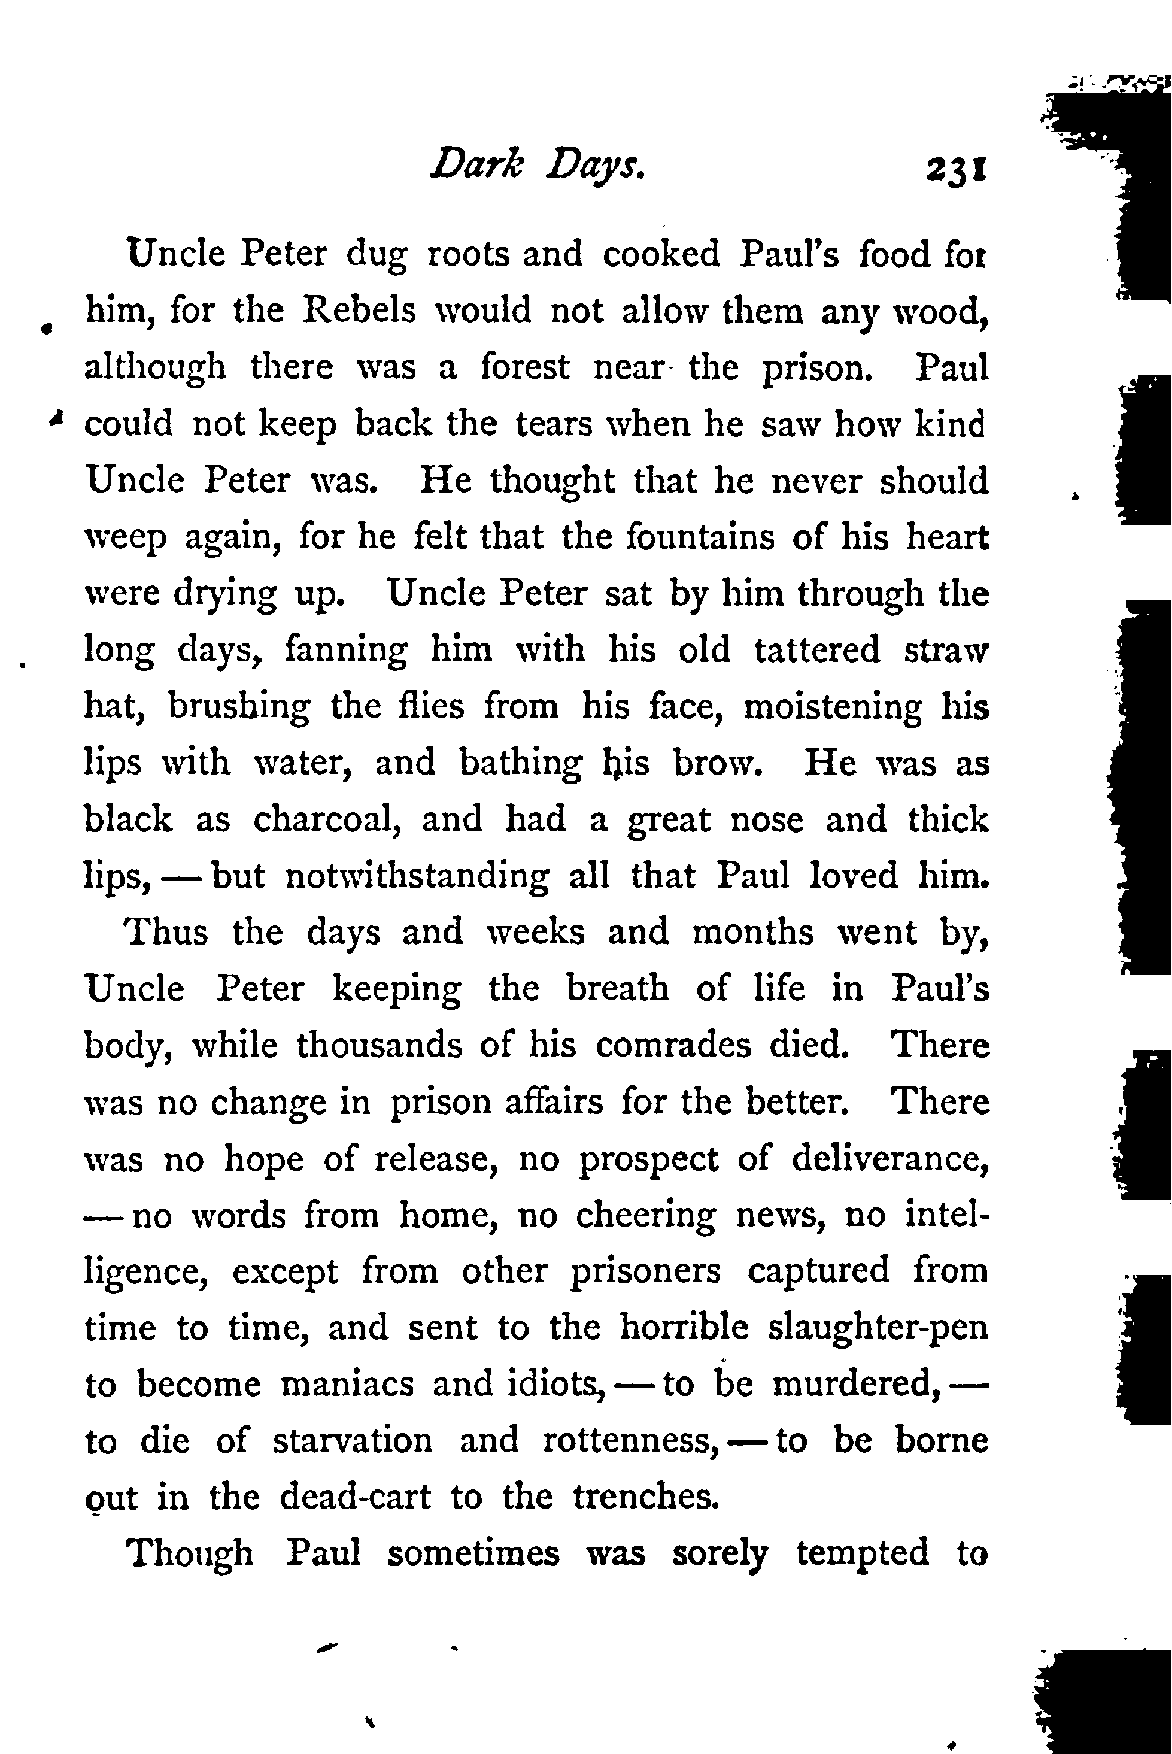 Dark Days. 231
Uncle Peter dug roots and cooked Paul's food for
him, for the Rebels would not allow them any wood,
although there was a forest near the prison. Paul
could not keep back the tears when he saw how kind
Uncle Peter was. He thought that he never should
weep again, for he felt that the fountains of his heart
were drying up. Uncle Peter sat by him through the
long days, fanning him with his old tattered straw
hat, brushing the flies from his face, moistening his
lips with water, and bathing his brow. He was as
black as charcoal, and had a great nose and thick
lips, — but notwithstanding all that Paul loved him.
Thus the days and weeks and months went by,
Uncle Peter keeping the breath of life in Paul's
body, while thousands of his comrades died. There
was no change in prison affairs for the better. There
was no hope of release, no prospect of deliverance,
— no words from home, no cheering news, no intel-
ligence, except from other prisoners captured from
time to time, and sent to the horrible slaughter-pen
to become maniacs and idiots, — to be murdered, —
to die of starvation and rottenness, — to be borne
out in the dead-cart to the trenches.
Though Paul sometimes was sorely tempted to